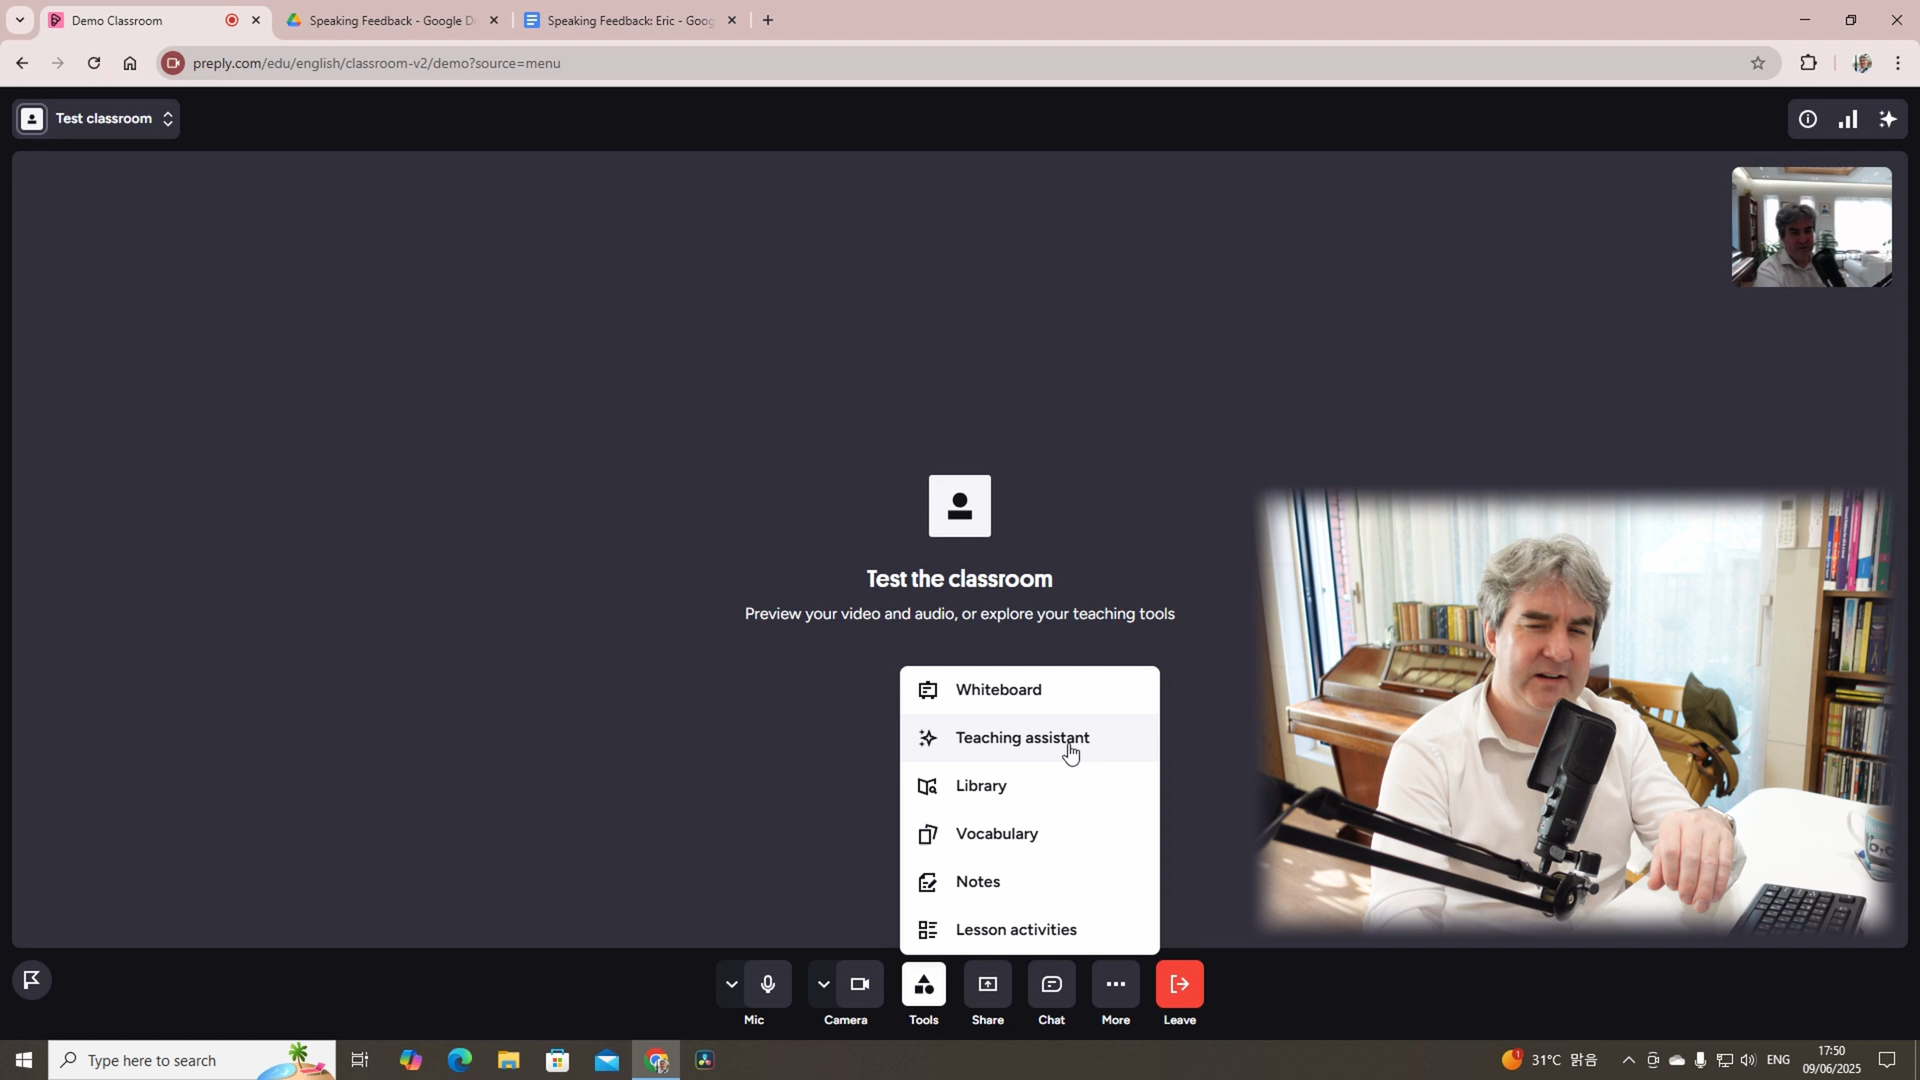 Demo Classroom
Speaking Feedback - Google D
Speaking Feedback: Eric - Goog
preply.com/edu/english/classroom-v2/demo?source=menu
Test classroom
Test the classroom
Preview your video and audio, or explore your teaching tools
Whiteboard
Teaching assistant
Library
Vocabulary
Notes
Lesson activities
Mic
Camera
Tools
Share
Chat
More
Leave
Type here to search
1
31°C 맑음
ENG
17:50
09/06/2025